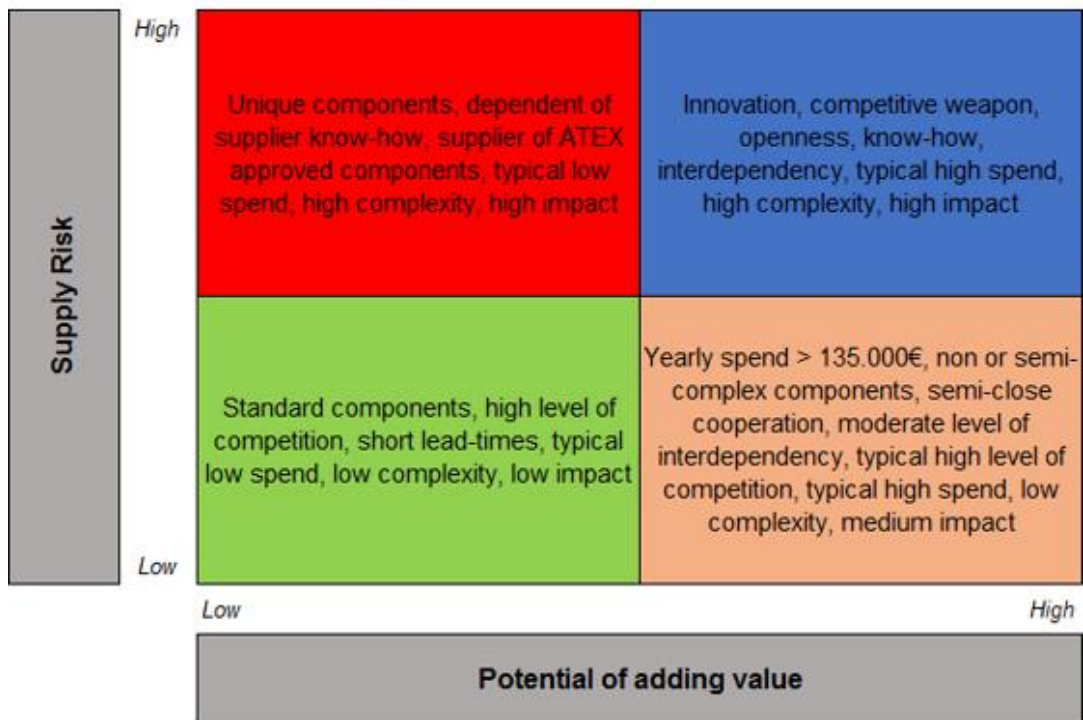 High
Unique components, dependent of
supplier know-how, supplier of ATEX
approved components, typical low
spend, high complexity, high impact
Innovation, competitive weapon,
openness, know-how,
interdependency, typical high spend,
high complexity, high impact
Supply Risk
Standard components, high level of
competition, short lead-times, typical
low spend, low complexity, low impact
Yearly spend > 135.000€, non or semi-
complex components, semi-close
cooperation, moderate level of
interdependency, typical high level of
competition, typical high spend, low
complexity, medium impact
Low
Low
High
Potential of adding value